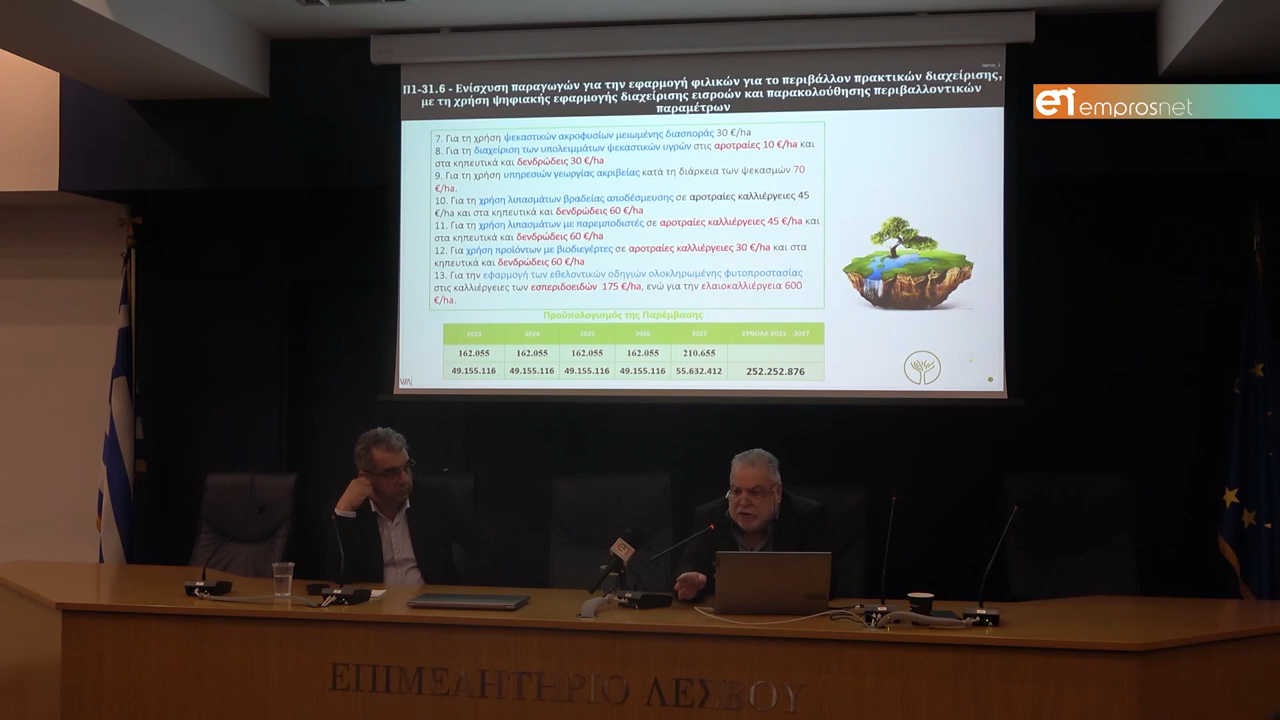 Π1-31.6 - Ενίσχυση παραγωγών για την εφαρμογή φιλικών για το περιβάλλον πρακτικών διαχείρισης,
με τη χρήση ψηφιακής εφαρμογής διαχείρισης εισροών και παρακολούθησης περιβαλλοντικών
παραμέτρων
emprosnet
7. Για τη χρήση ψεκαστικών ακροφυσίων μειωμένης διασποράς 30 €/ha
8. Για τη διαχείριση των υπολειμμάτων ψεκαστικών υγρών στις αροτραίες 10 €/ha και
στα κηπευτικά και δενδρώδεις 30 €/ha
9. Για τη χρήση υπηρεσιών γεωργίας ακριβείας κατά τη διάρκεια των ψεκασμών 70
€/ha.
10. Για τη χρήση λιπασμάτων βραδείας αποδέσμευσης σε αροτραίες καλλιέργειες 45
€/ha και στα κηπευτικά και δενδρώδεις 60 €/ha
11. Για τη χρήση λιπασμάτων με παρεμποδιστές σε αροτραίες καλλιέργειες 45 €/ha και
στα κηπευτικά και δενδρώδεις 60 €/ha
12. Για χρήση προϊόντων με βιοδιεγέρτες σε αροτραίες καλλιέργειες 30 €/ha και στα
κηπευτικά και δενδρώδεις 60 €/ha
13. Για την εφαρμογή των εθελοντικών οδηγιών ολοκληρωμένης φυτοπροστασίας
στις καλλιέργειες των εσπεριδοειδών 175 €/ha, ενώ για την ελαιοκαλλιέργεια 600
€/ha.
Προϋπολογισμός της Παρέμβασης
2023 2024 2025 2026 2027 ΣΥΝΟΛΑ 2023 2027
162.055 162.055 162.055 162.055 210.655
49.155.116 49.155.116 49.155.116 49.155.116 55.632.412 252.252.876
ΕΠΙΜΕΛΗΤΗΡΙΟ ΛΕΣΒΟΥ